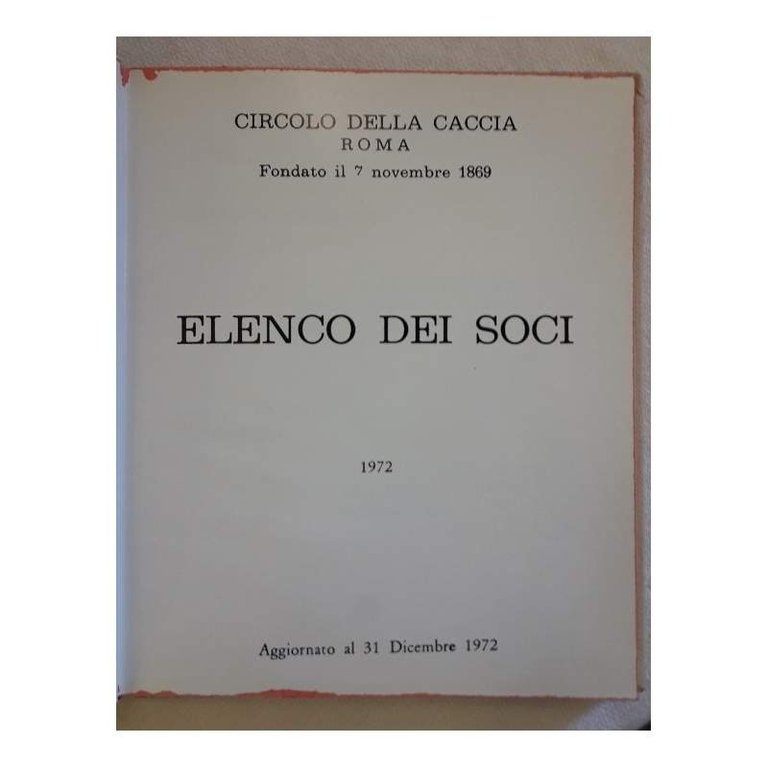 CIRCOLO DELLA CACCIA
ROMA
Fondato il 7 novembre 1869
ELENCO DEI SOCI
1972
Aggiornato al 31 Dicembre 1972